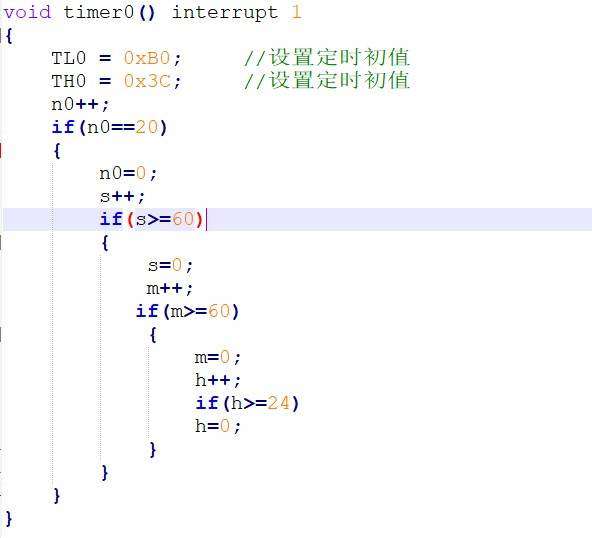 void timer0() interrupt 1
{
    TL0 = 0xB0;     //设置定时初值
    TH0 = 0x3C;     //设置定时初值
    n0++;
    if(n0==20)
    {
        n0=0;
        s++;
        if(s>=60)
        {
            s=0;
            m++;
           if(m>=60)
            {
                m=0;
                h++;
                if(h>=24)
                h=0;
            }
        }
    }
}